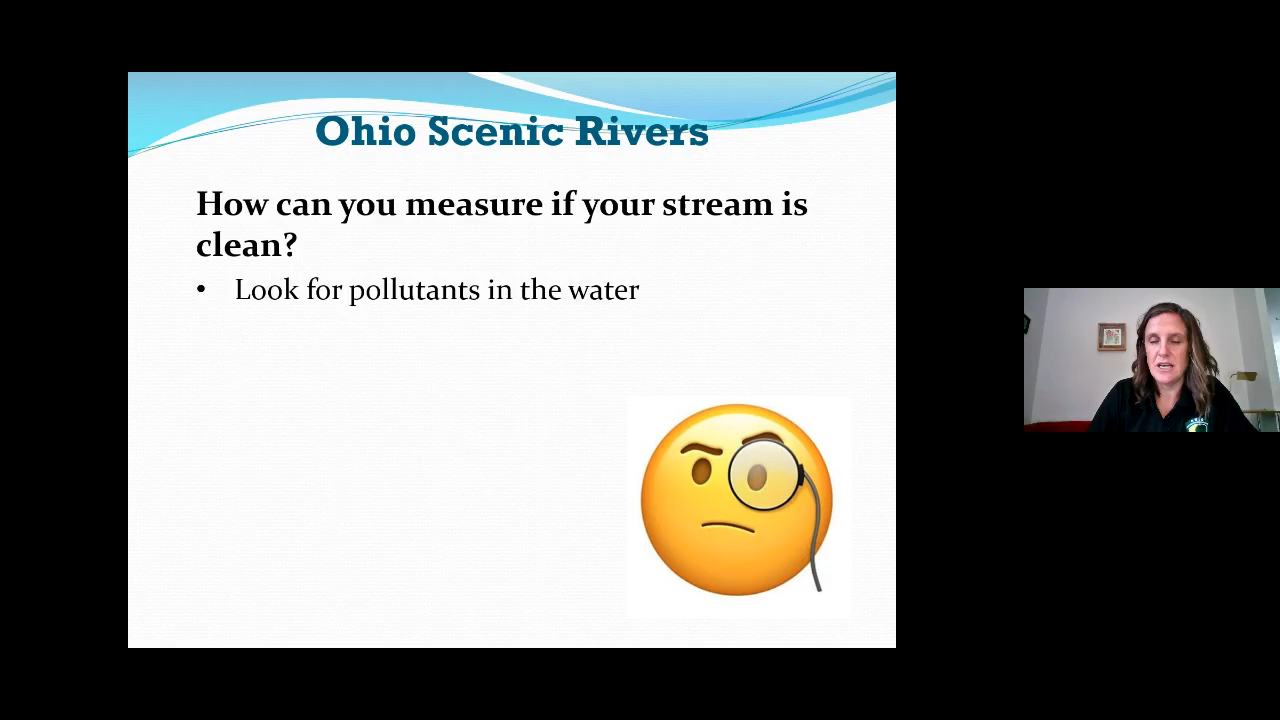 Ohio Scenic Rivers
How can you measure if your stream is
clean?
• Look for pollutants in the water